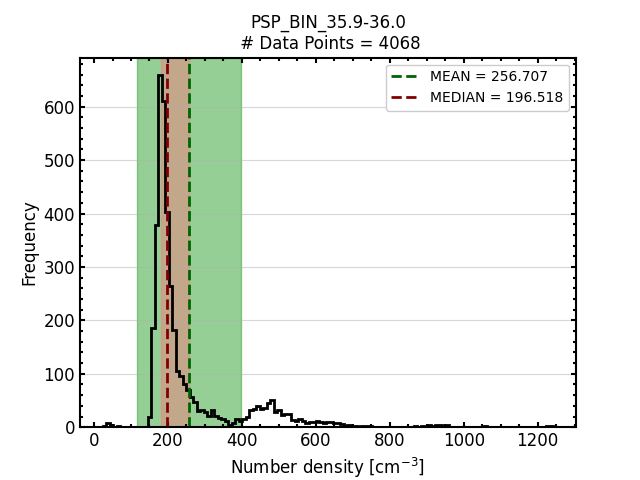 PSP_BIN_35.9-36.0
# Data Points = 4068
MEAN = 256.707
MEDIAN = 196.518
Frequency
600
500
400
300
200
100
0
0 200 400 600 800 1000 1200
Number density [cm⁻³]